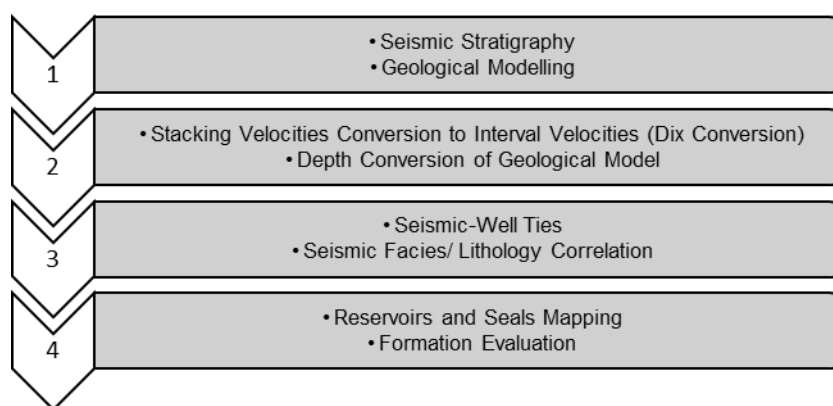 1
• Seismic Stratigraphy
• Geological Modelling
2
• Stacking Velocities Conversion to Interval Velocities (Dix Conversion)
• Depth Conversion of Geological Model
3
• Seismic-Well Ties
• Seismic Facies/ Lithology Correlation
4
• Reservoirs and Seals Mapping
• Formation Evaluation